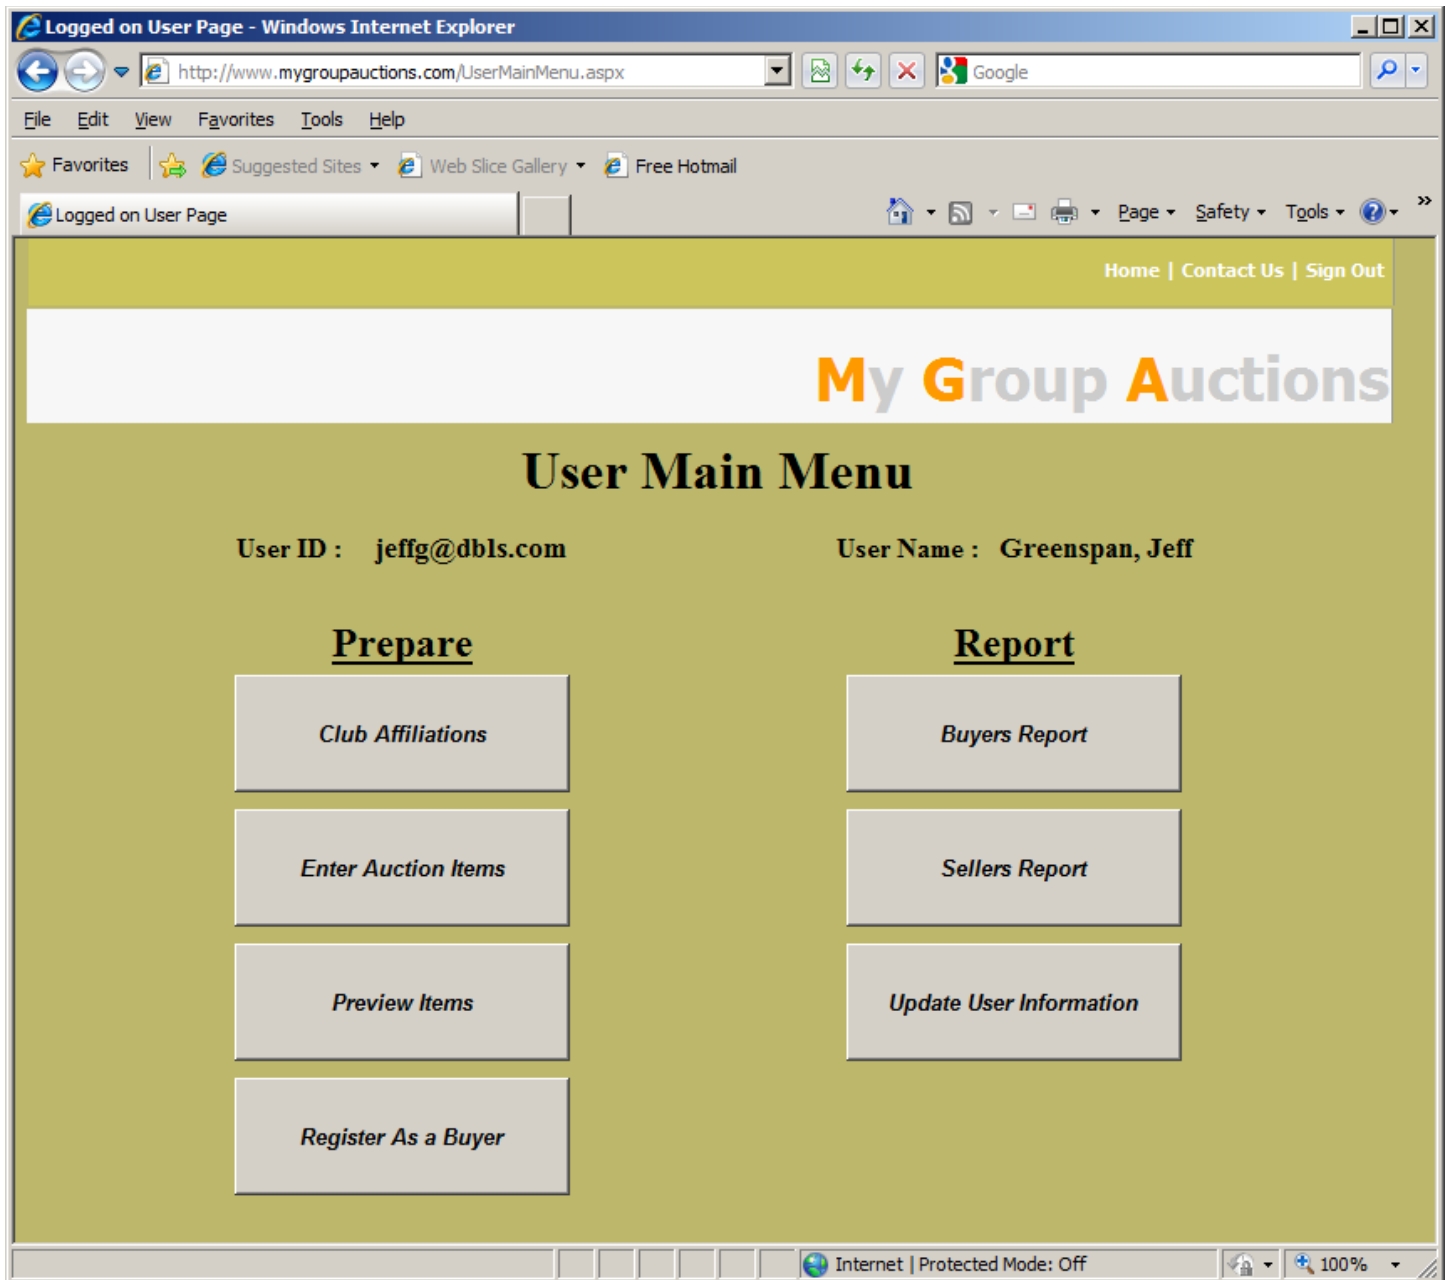 Logged on User Page - Windows Internet Explorer
http://www.mygroupauctions.com/UserMainMenu.aspx
Google
File Edit View Favorites Tools Help
Favorites Suggested Sites Web Slice Gallery Free Hotmail
Logged on User Page
Page Safety Tools »
Home | Contact Us | Sign Out
My Group Auctions
User Main Menu
User ID : jeffg@dbls.com User Name : Greenspan, Jeff
Prepare Report
Club Affiliations Buyers Report
Enter Auction Items Sellers Report
Preview Items Update User Information
Register As a Buyer
Internet | Protected Mode: Off 100%